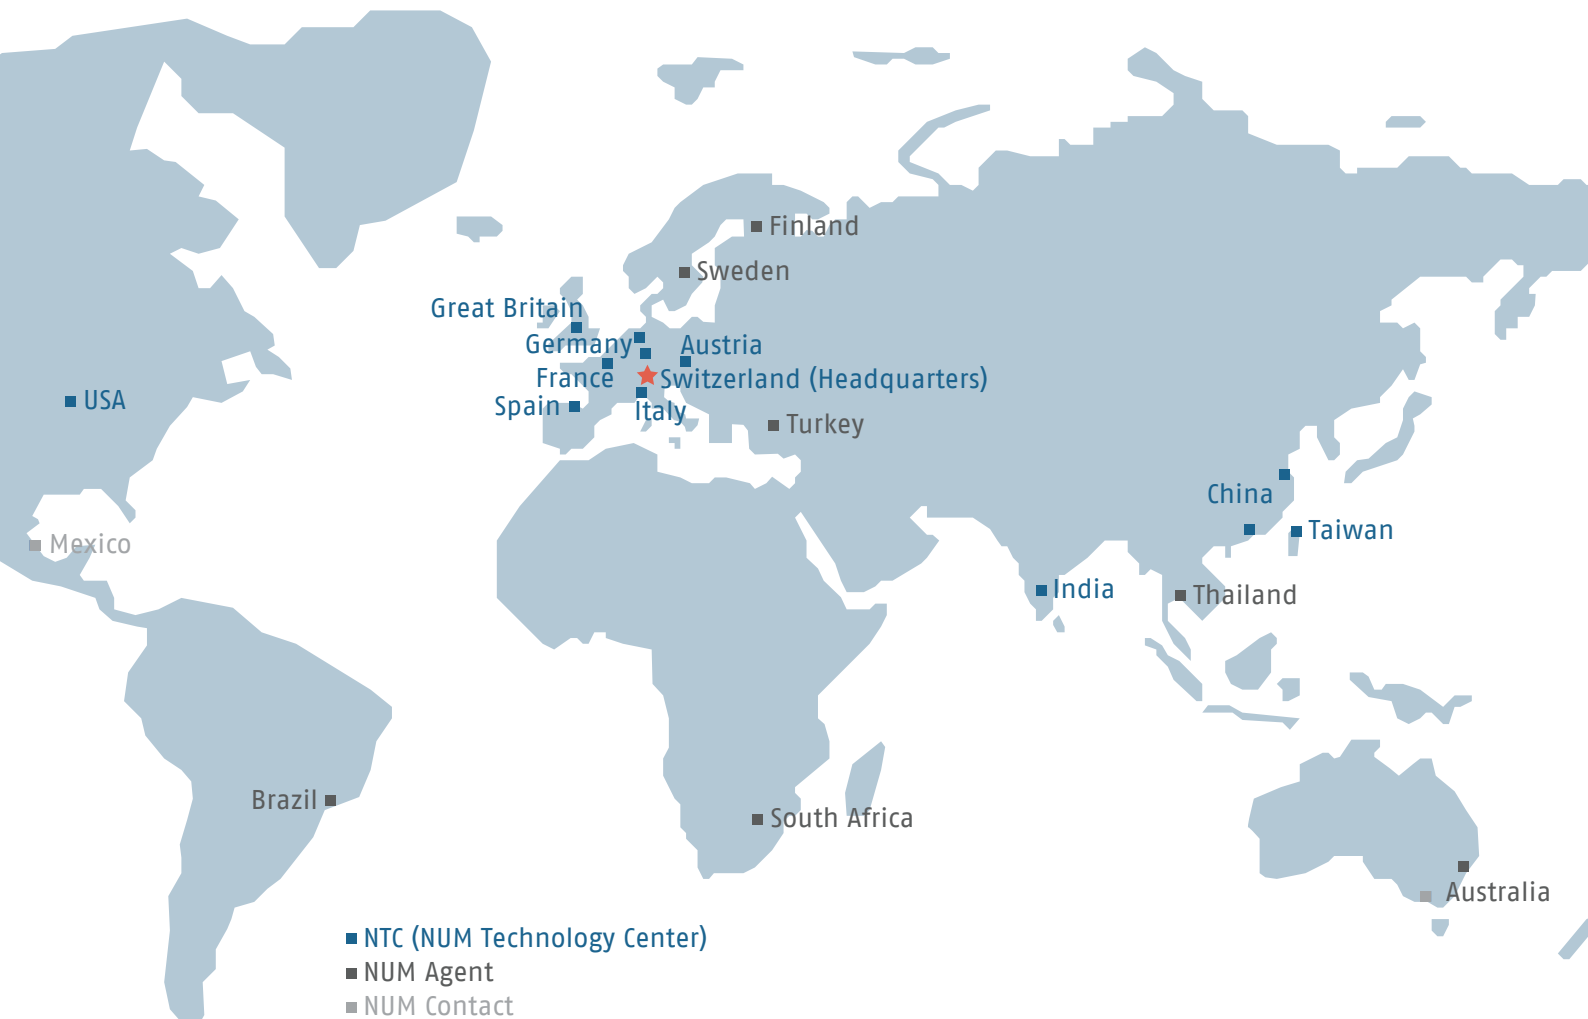 Finland
Sweden
Great Britain
Germany
Austria
France
Switzerland (Headquarters)
USA
Spain
Italy
Turkey
China
Mexico
Taiwan
India
Thailand
Brazil
South Africa
Australia
NTC (NUM Technology Center)
NUM Agent
NUM Contact